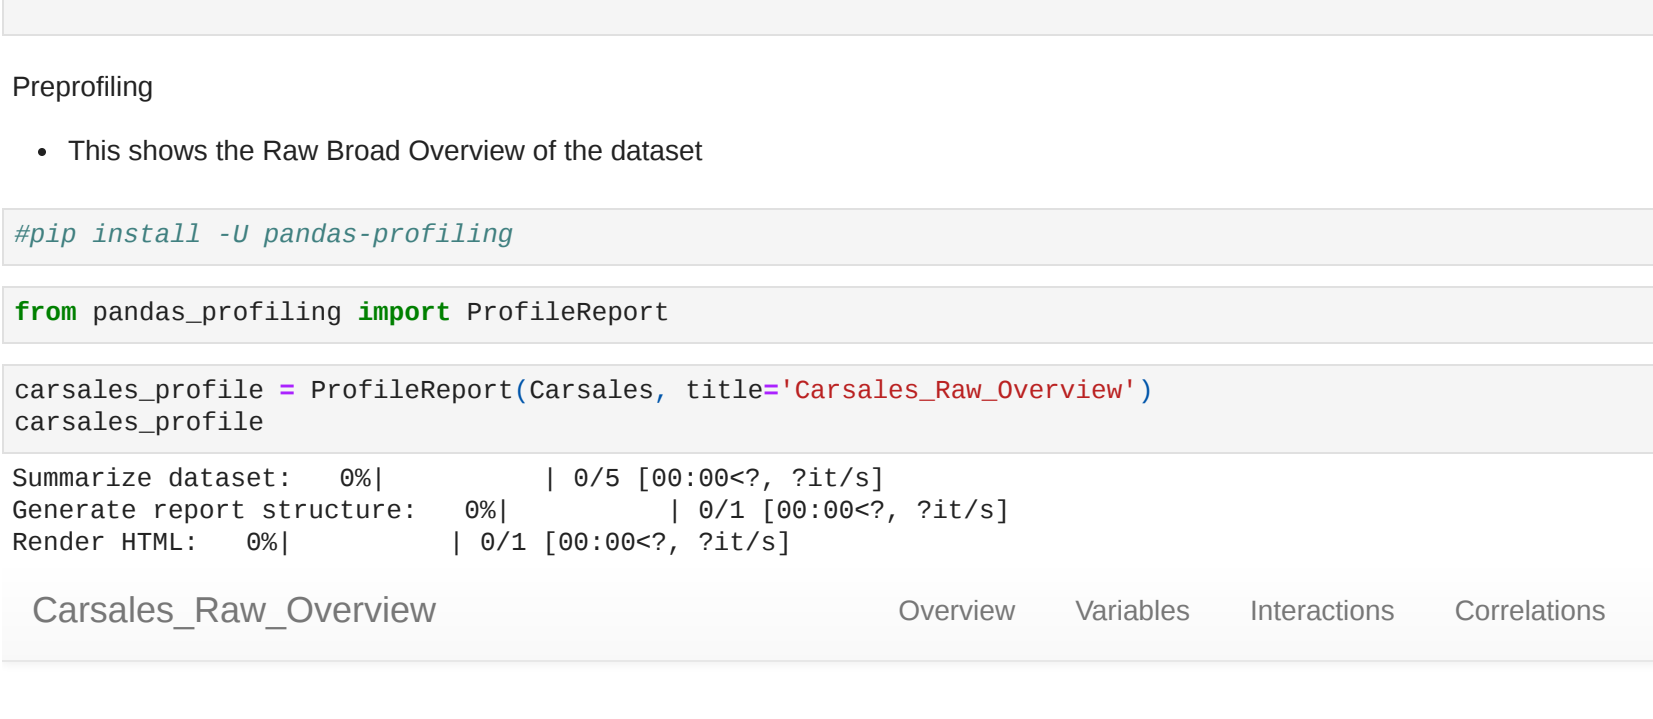 Preprofiling
• This shows the Raw Broad Overview of the dataset
#pip install -U pandas-profiling
from pandas_profiling import ProfileReport
carsales_profile = ProfileReport(Carsales, title='Carsales_Raw_Overview')
carsales_profile
Summarize dataset:   0%|          | 0/5 [00:00<?, ?it/s]
Generate report structure:   0%|          | 0/1 [00:00<?, ?it/s]
Render HTML:   0%|          | 0/1 [00:00<?, ?it/s]
Carsales_Raw_Overview Overview Variables Interactions Correlations